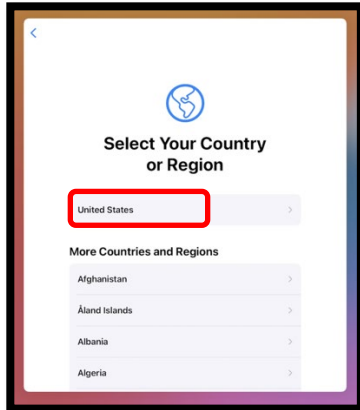 Select Your Country
or Region
United States
More Countries and Regions
Afghanistan
Åland Islands
Albania
Algeria